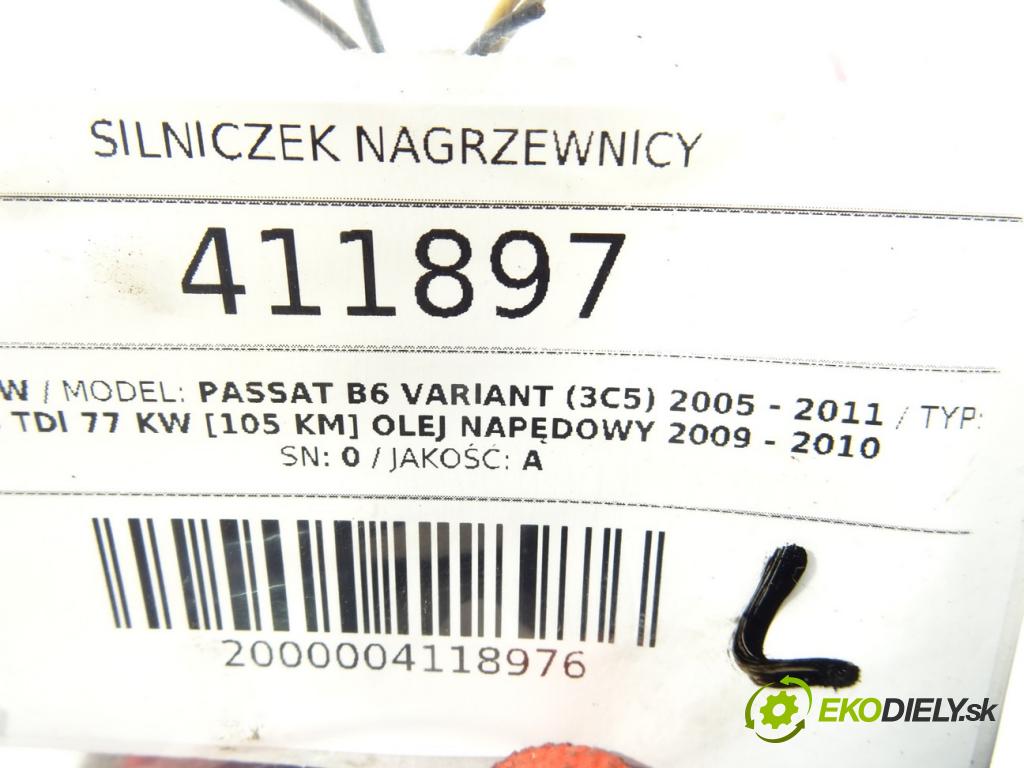 SILNICZEK NAGRZEWNICY
411897
W / MODEL: PASSAT B6 VARIANT (3C5) 2005 - 2011 / TYP:
TDI 77 KW [105 KM] OLEJ NAPĘDOWY 2009 - 2010
SN: 0 / JAKOŚĆ: A
2000004118976
L
EKODIELY.sk